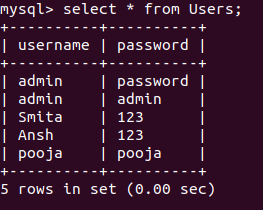 mysql> select * from Users;
+----------+----------+
| username | password |
+----------+----------+
| admin    | password |
| admin    | admin    |
| Smita    | 123      |
| Ansh     | 123      |
| pooja    | pooja    |
+----------+----------+
5 rows in set (0.00 sec)